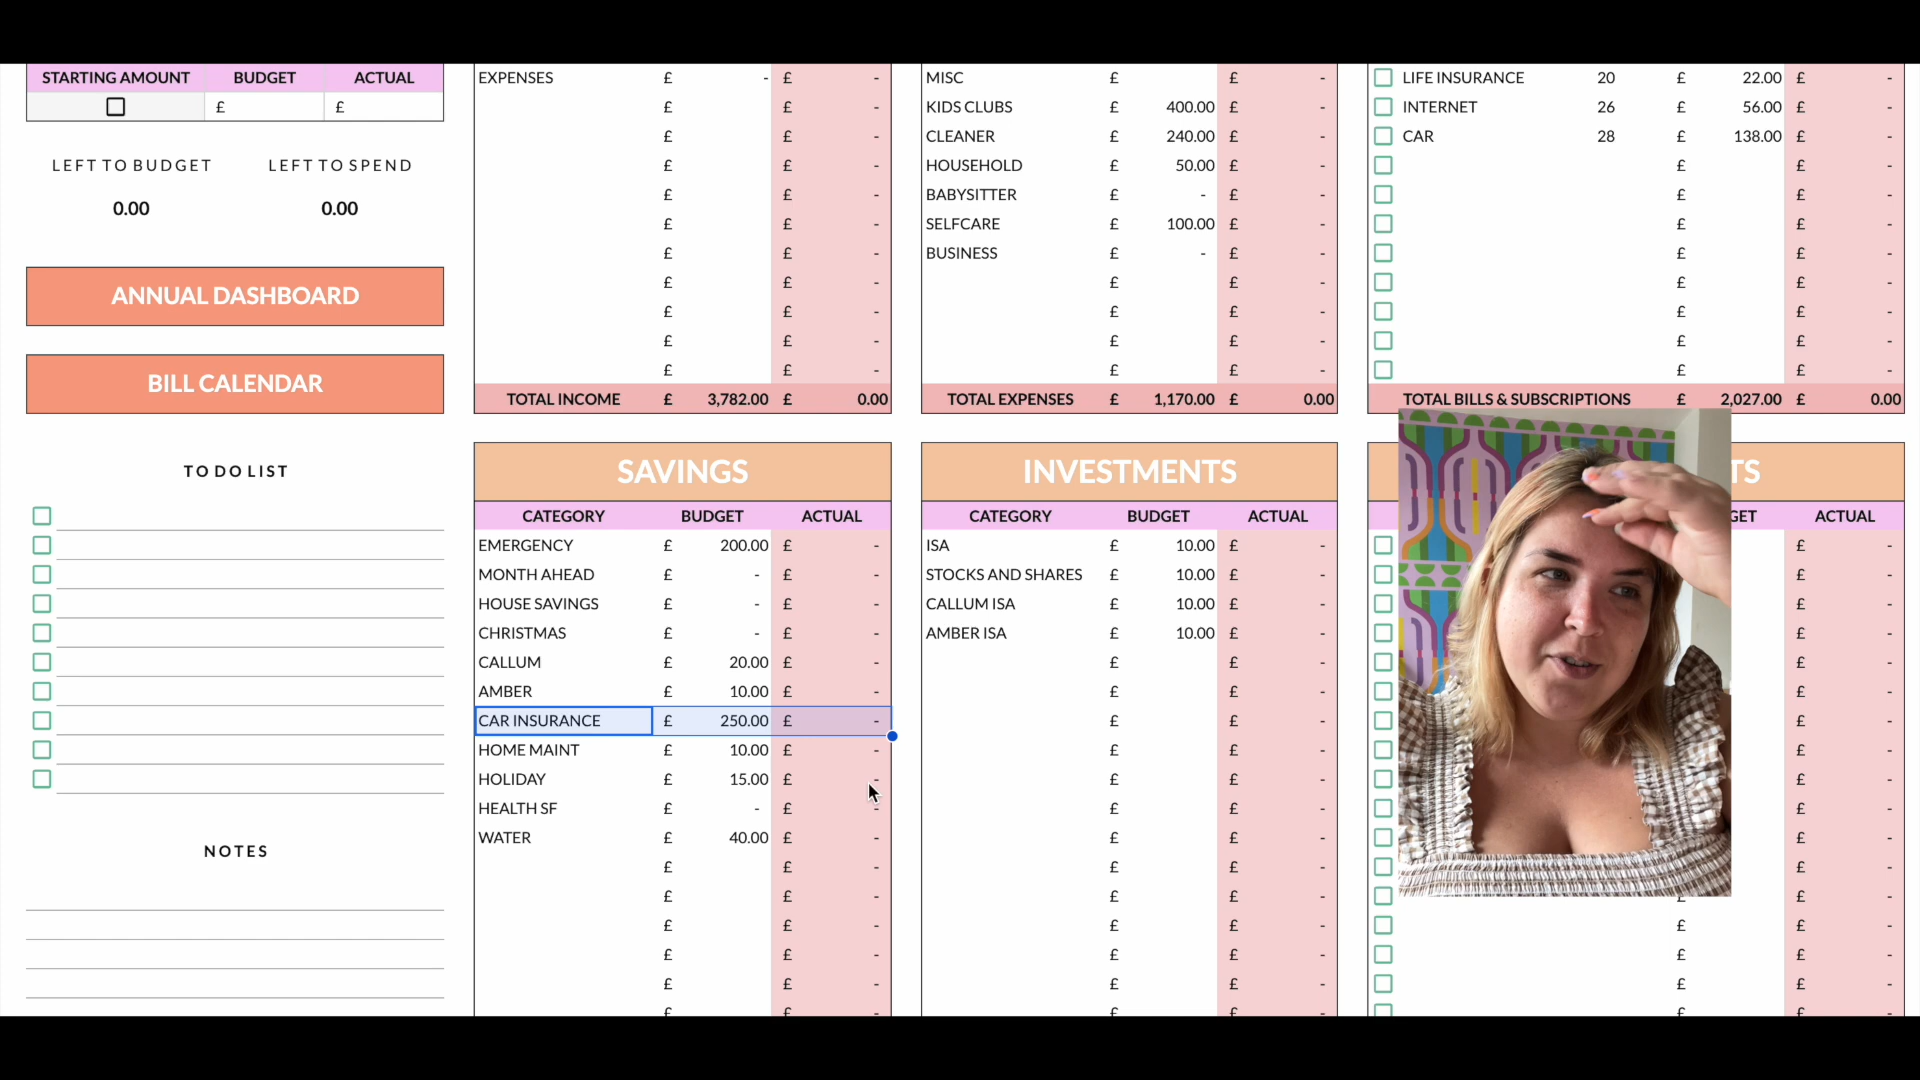 STARTING AMOUNT BUDGET ACTUAL
£ £
LEFT TO BUDGET LEFT TO SPEND
0.00 0.00
ANNUAL DASHBOARD
BILL CALENDAR
TO DO LIST
NOTES
EXPENSES £ - £ -
£ £ -
£ £ -
£ £ -
£ £ -
£ £ -
£ £ -
£ £ -
£ £ -
£ £ -
£ £ -
TOTAL INCOME £ 3,782.00 £ 0.00
MISC £ £ -
KIDS CLUBS £ 400.00 £ -
CLEANER £ 240.00 £ -
HOUSEHOLD £ 50.00 £ -
BABYSITTER £ - £ -
SELFCARE £ 100.00 £ -
BUSINESS £ - £ -
£ £ -
£ £ -
£ £ -
£ £ -
TOTAL EXPENSES £ 1,170.00 £ 0.00
LIFE INSURANCE 20 £ 22.00 £ -
INTERNET 26 £ 56.00 £ -
CAR 28 £ 138.00 £ -
£ £ -
£ £ -
£ £ -
£ £ -
£ £ -
£ £ -
£ £ -
£ £ -
TOTAL BILLS & SUBSCRIPTIONS £ 2,027.00 £ 0.00
SAVINGS
CATEGORY BUDGET ACTUAL
EMERGENCY £ 200.00 £ -
MONTH AHEAD £ - £ -
HOUSE SAVINGS £ - £ -
CHRISTMAS £ - £ -
CALLUM £ 20.00 £ -
AMBER £ 10.00 £ -
CAR INSURANCE £ 250.00 £ -
HOME MAINT £ 10.00 £ -
HOLIDAY £ 15.00 £ -
HEALTH SF £ - £ -
WATER £ 40.00 £ -
£ £ -
£ £ -
£ £ -
£ £ -
£ £ -
£ £ -
INVESTMENTS
CATEGORY BUDGET ACTUAL
ISA £ 10.00 £ -
STOCKS AND SHARES £ 10.00 £ -
CALLUM ISA £ 10.00 £ -
AMBER ISA £ 10.00 £ -
£ £ -
£ £ -
£ £ -
£ £ -
£ £ -
£ £ -
£ £ -
£ £ -
£ £ -
£ £ -
£ £ -
£ £ -
£ £ -
TS
GET ACTUAL
£ -
£ -
£ -
£ -
£ -
£ -
£ -
£ -
£ -
£ -
£ -
£ -
£ £ -
£ £ -
£ £ -
£ £ -
£ £ -